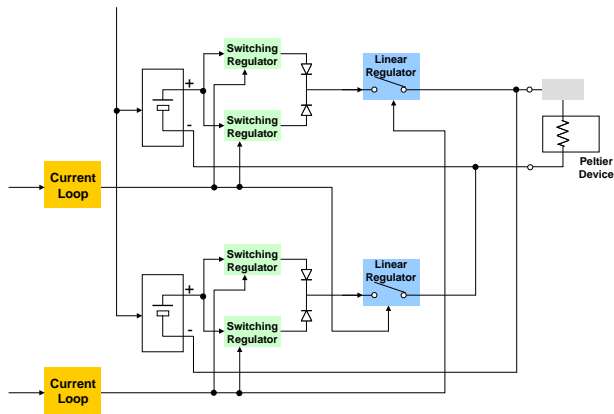 Switching
Regulator
Linear
Regulator
+
Switching
Regulator
-
Peltier
Device
Current
Loop
Switching
Regulator
Linear
Regulator
+
Switching
Regulator
-
Current
Loop